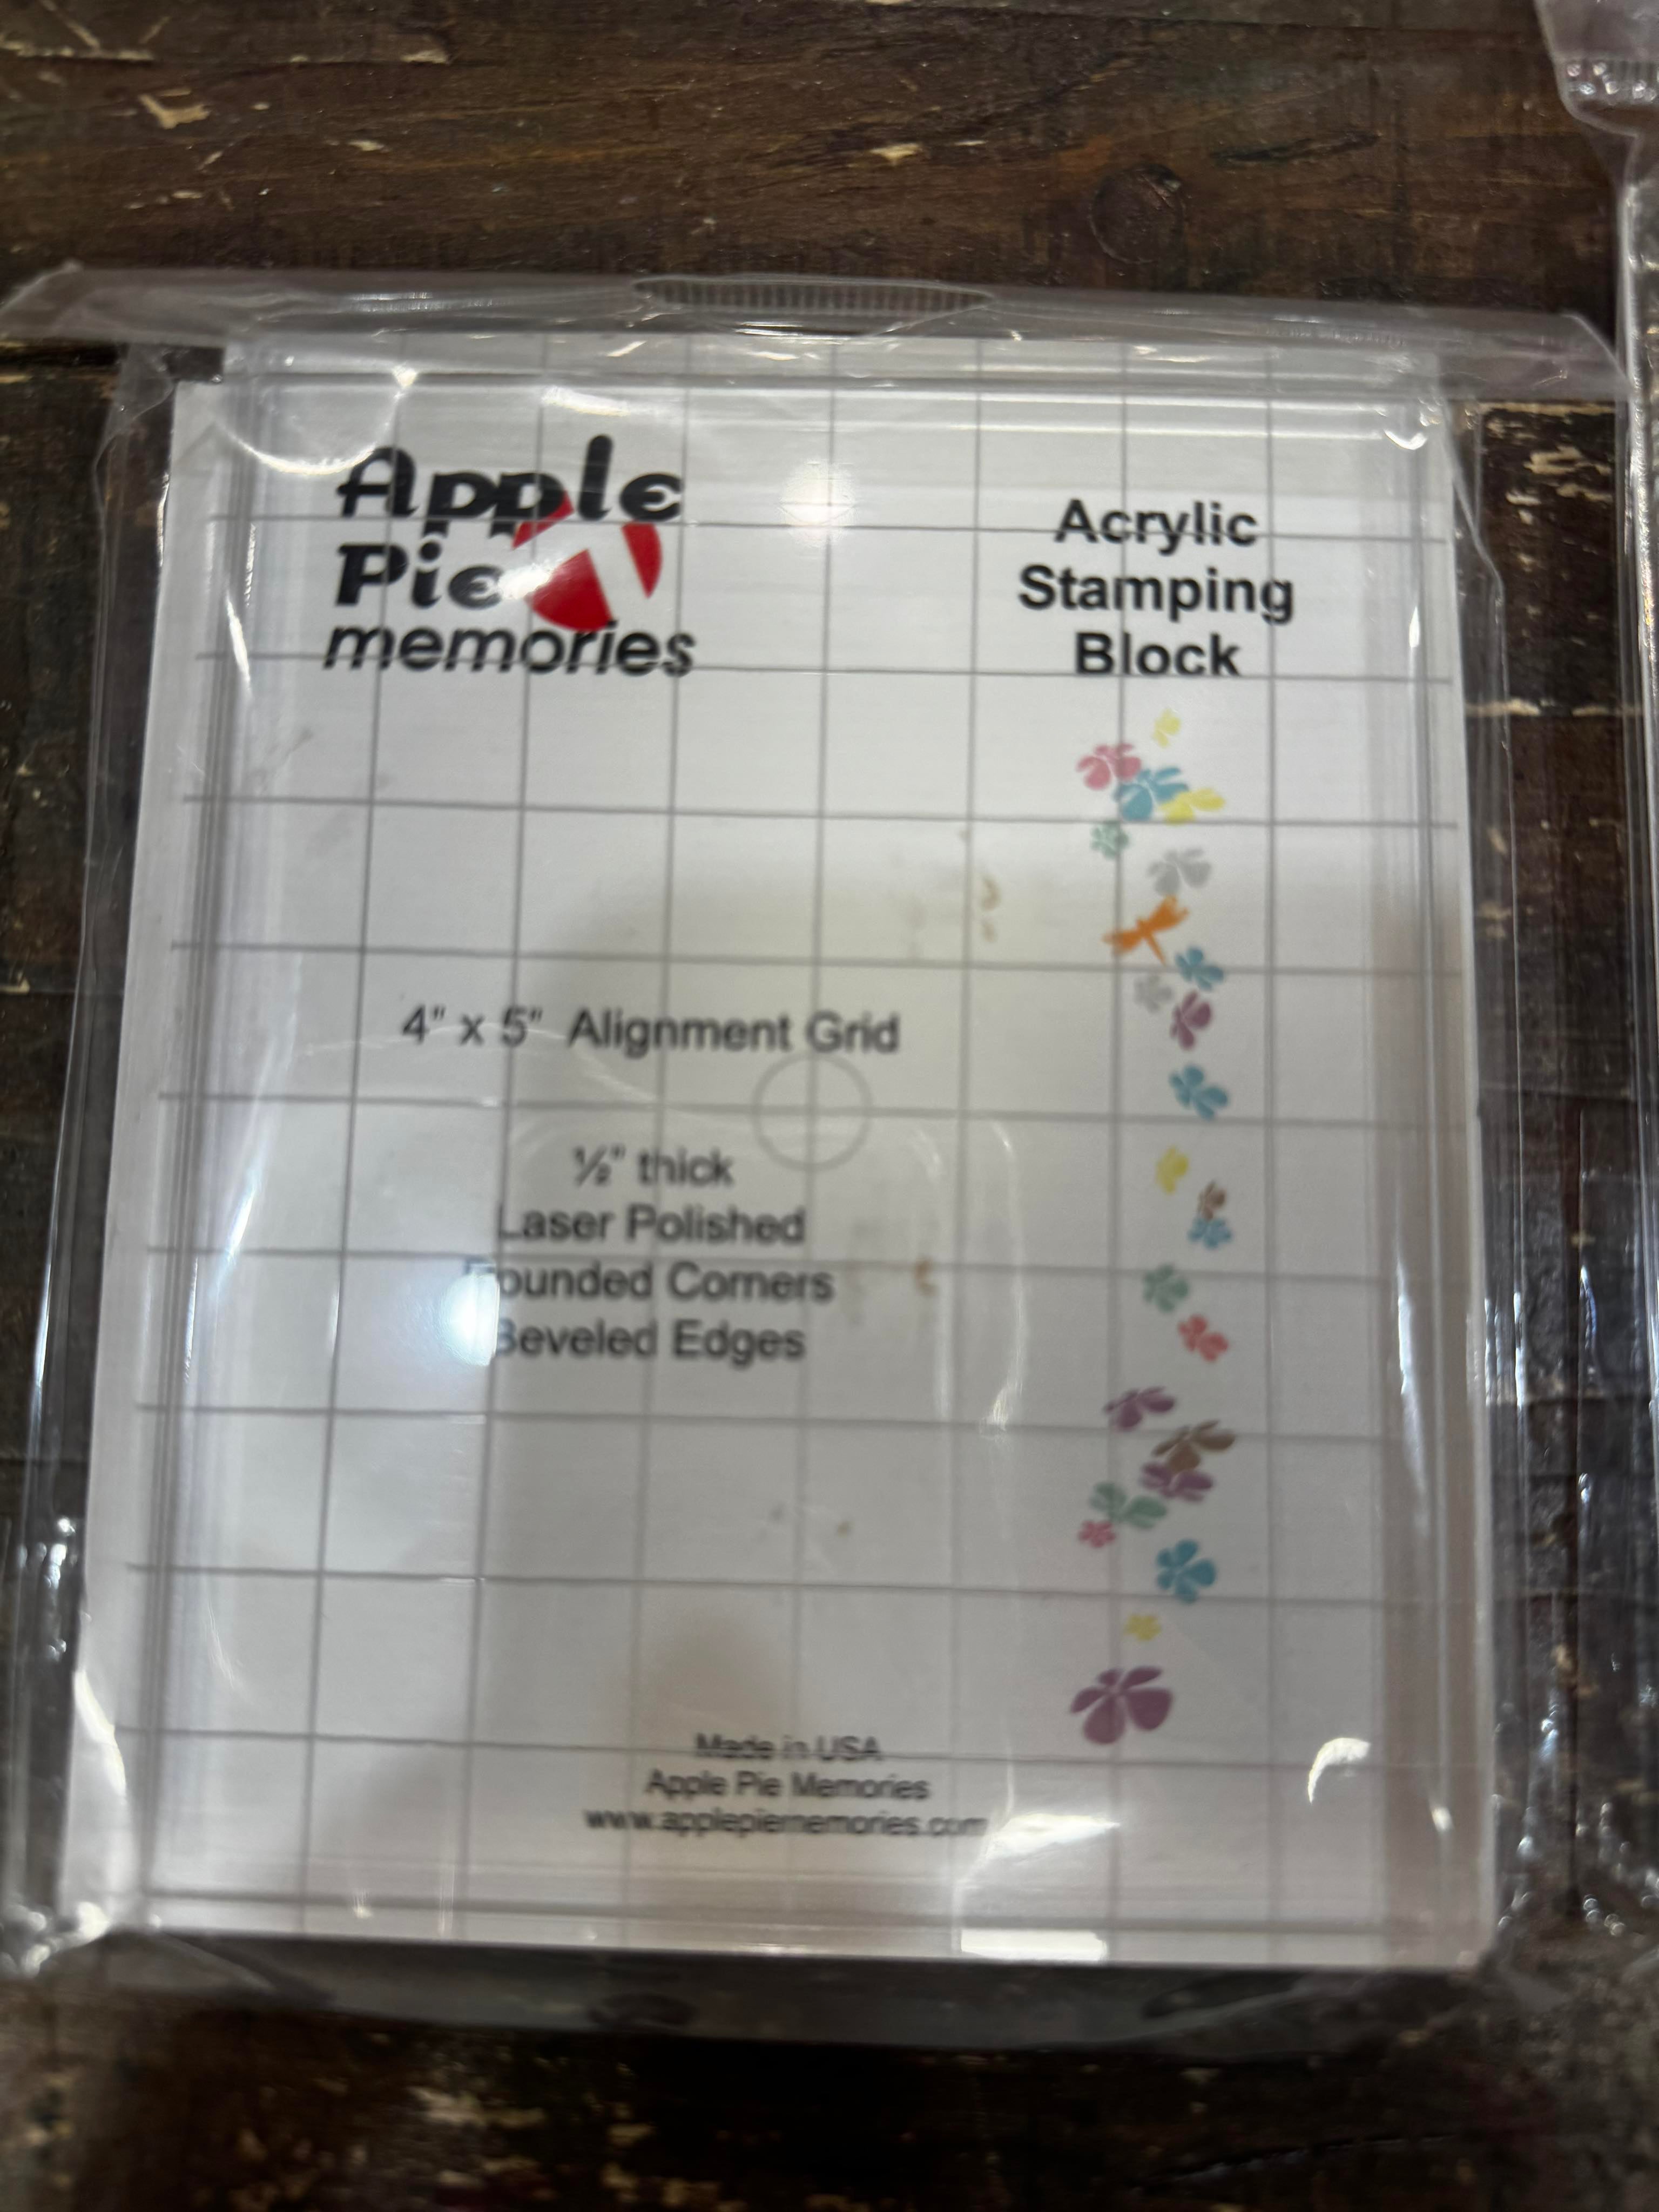 Apple
Pie
memories
Acrylic
Stamping
Block
4" x 5" Alignment Grid
½" thick
Laser Polished
Rounded Corners
Beveled Edges
Made in USA
Apple Pie Memories
www.applepiememories.com